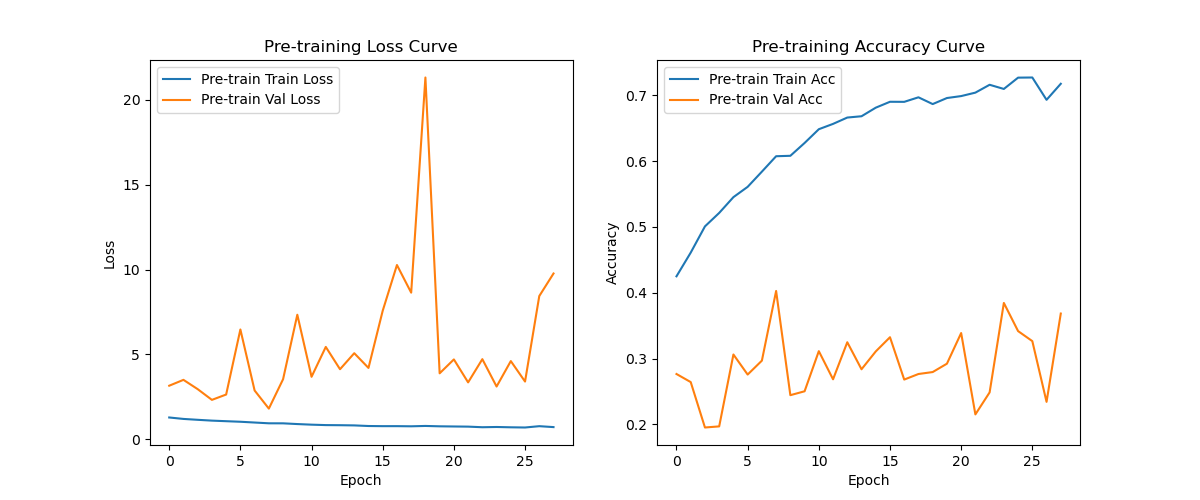 Pre-training Loss Curve
Pre-train Train Loss
Pre-train Val Loss
20
15
10
5
0
Loss
0 5 10 15 20 25
Epoch
Pre-training Accuracy Curve
Pre-train Train Acc
Pre-train Val Acc
0.7
0.6
0.5
0.4
0.3
0.2
Accuracy
0 5 10 15 20 25
Epoch